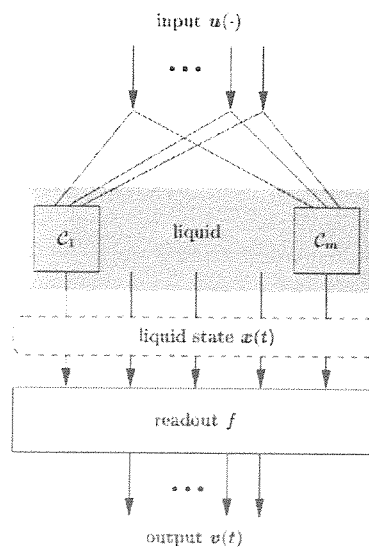 input u(·)
...
C₁ liquid Cₘ
liquid state x(t)
readout f
...
output v(t)